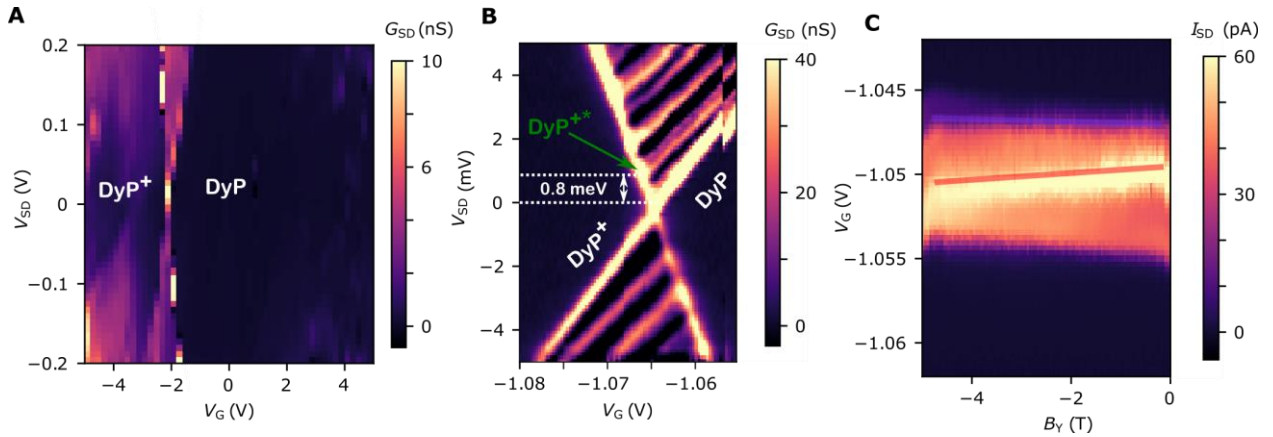 A
B
C
G_SD (nS)
G_SD (nS)
I_SD (pA)
0.2
0.1
0
−0.1
−0.2
V_SD (V)
DyP+
DyP
−4
−2
0
2
4
V_G (V)
10
6
4
0
4
2
0
−2
−4
V_SD (mV)
DyP+*
0.8 meV
DyP
DyP+
−1.08
−1.07
−1.06
V_G (V)
40
20
0
−1.045
−1.05
−1.055
−1.06
V_G (V)
−4
−2
0
B_Y (T)
60
30
0